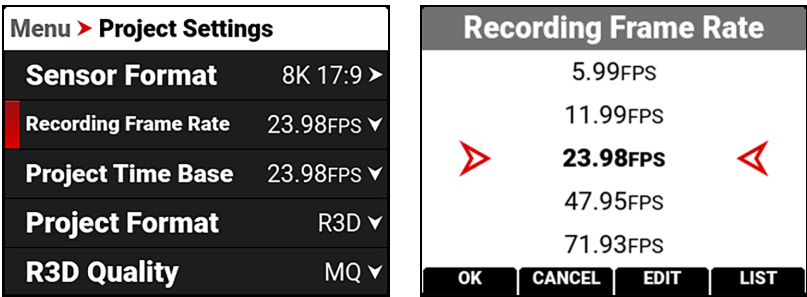 Menu Project Settings
Sensor Format 8K 17:9
Recording Frame Rate 23.98FPS
Project Time Base 23.98FPS
Project Format R3D
R3D Quality MQ
Recording Frame Rate
5.99FPS
11.99FPS
23.98FPS
47.95FPS
71.93FPS
OK CANCEL EDIT LIST